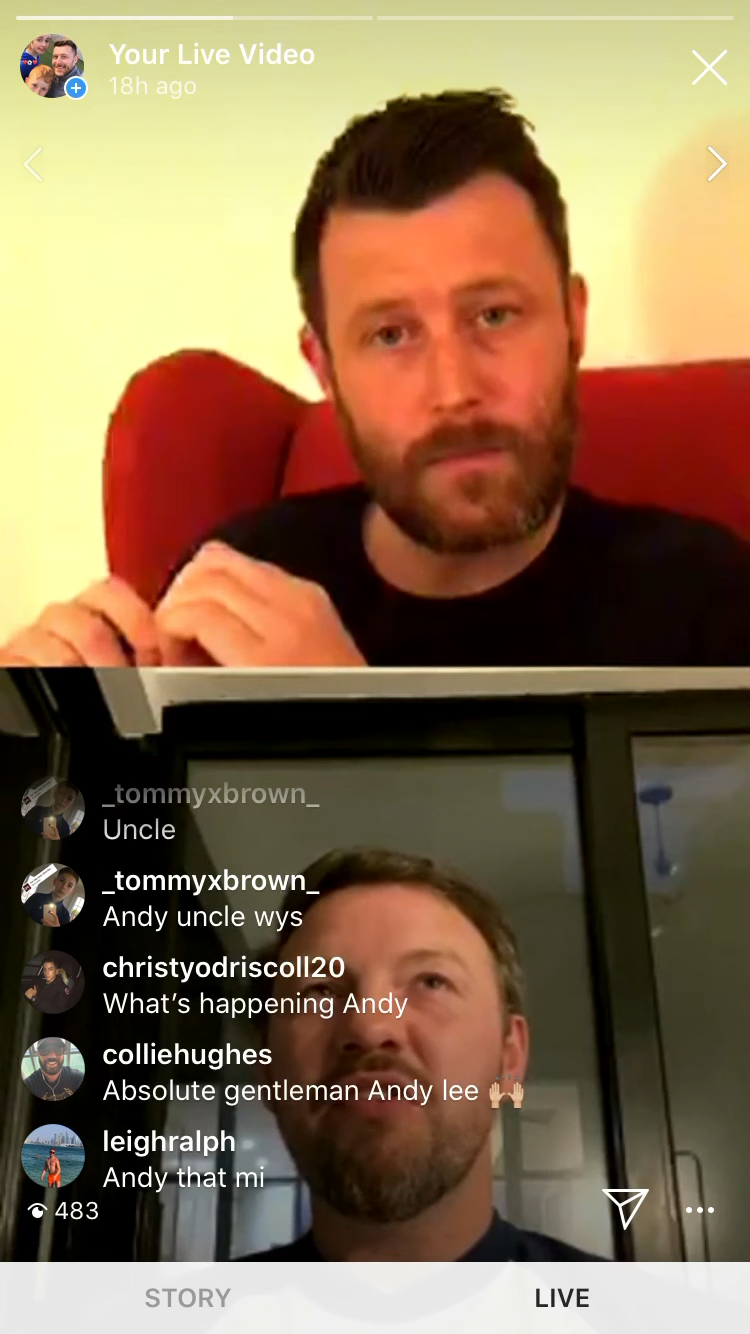 Your Live Video
18h ago
_tommyxbrown_
Uncle
_tommyxbrown_
Andy uncle wys
christyodriscoll20
What's happening Andy
colliehughes
Absolute gentleman Andy lee 🙌🏼
leighralph
Andy that mi
483
STORY
LIVE